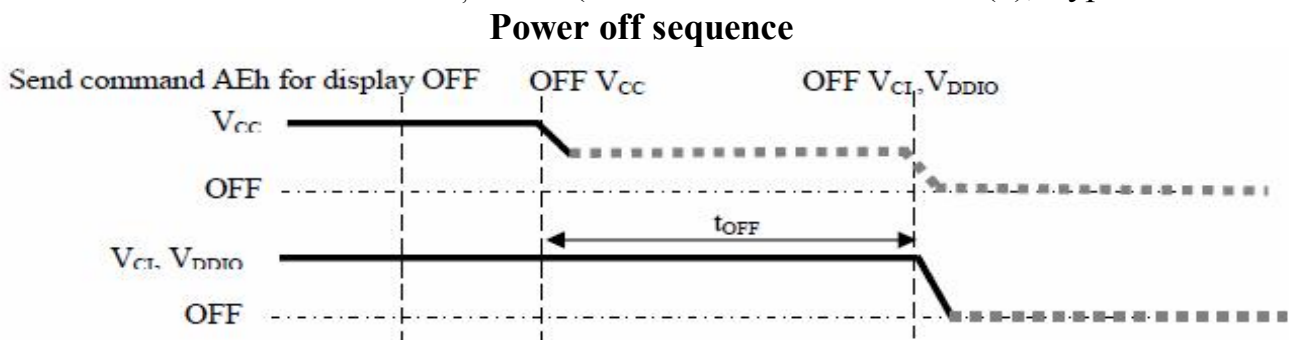 Power off sequence
Send command AEh for display OFF OFF VCC OFF VCI, VDDIO
VCC
OFF
tOFF
VCI, VDDIO
OFF